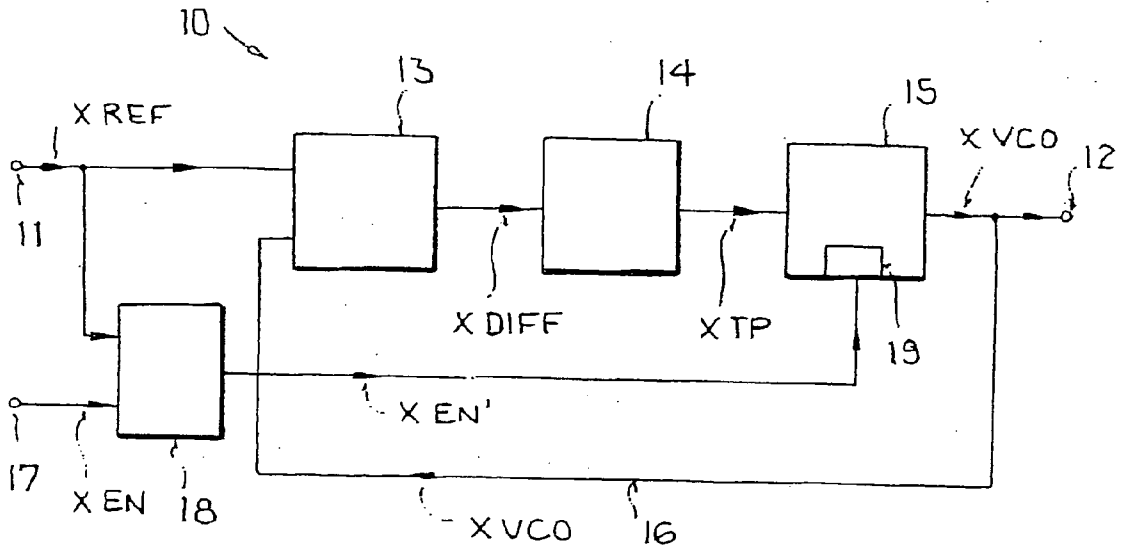 10
13
14
15
X REF
X VCO
12
11
X DIFF
X TP
19
X EN'
17
X EN
18
X VCO
16